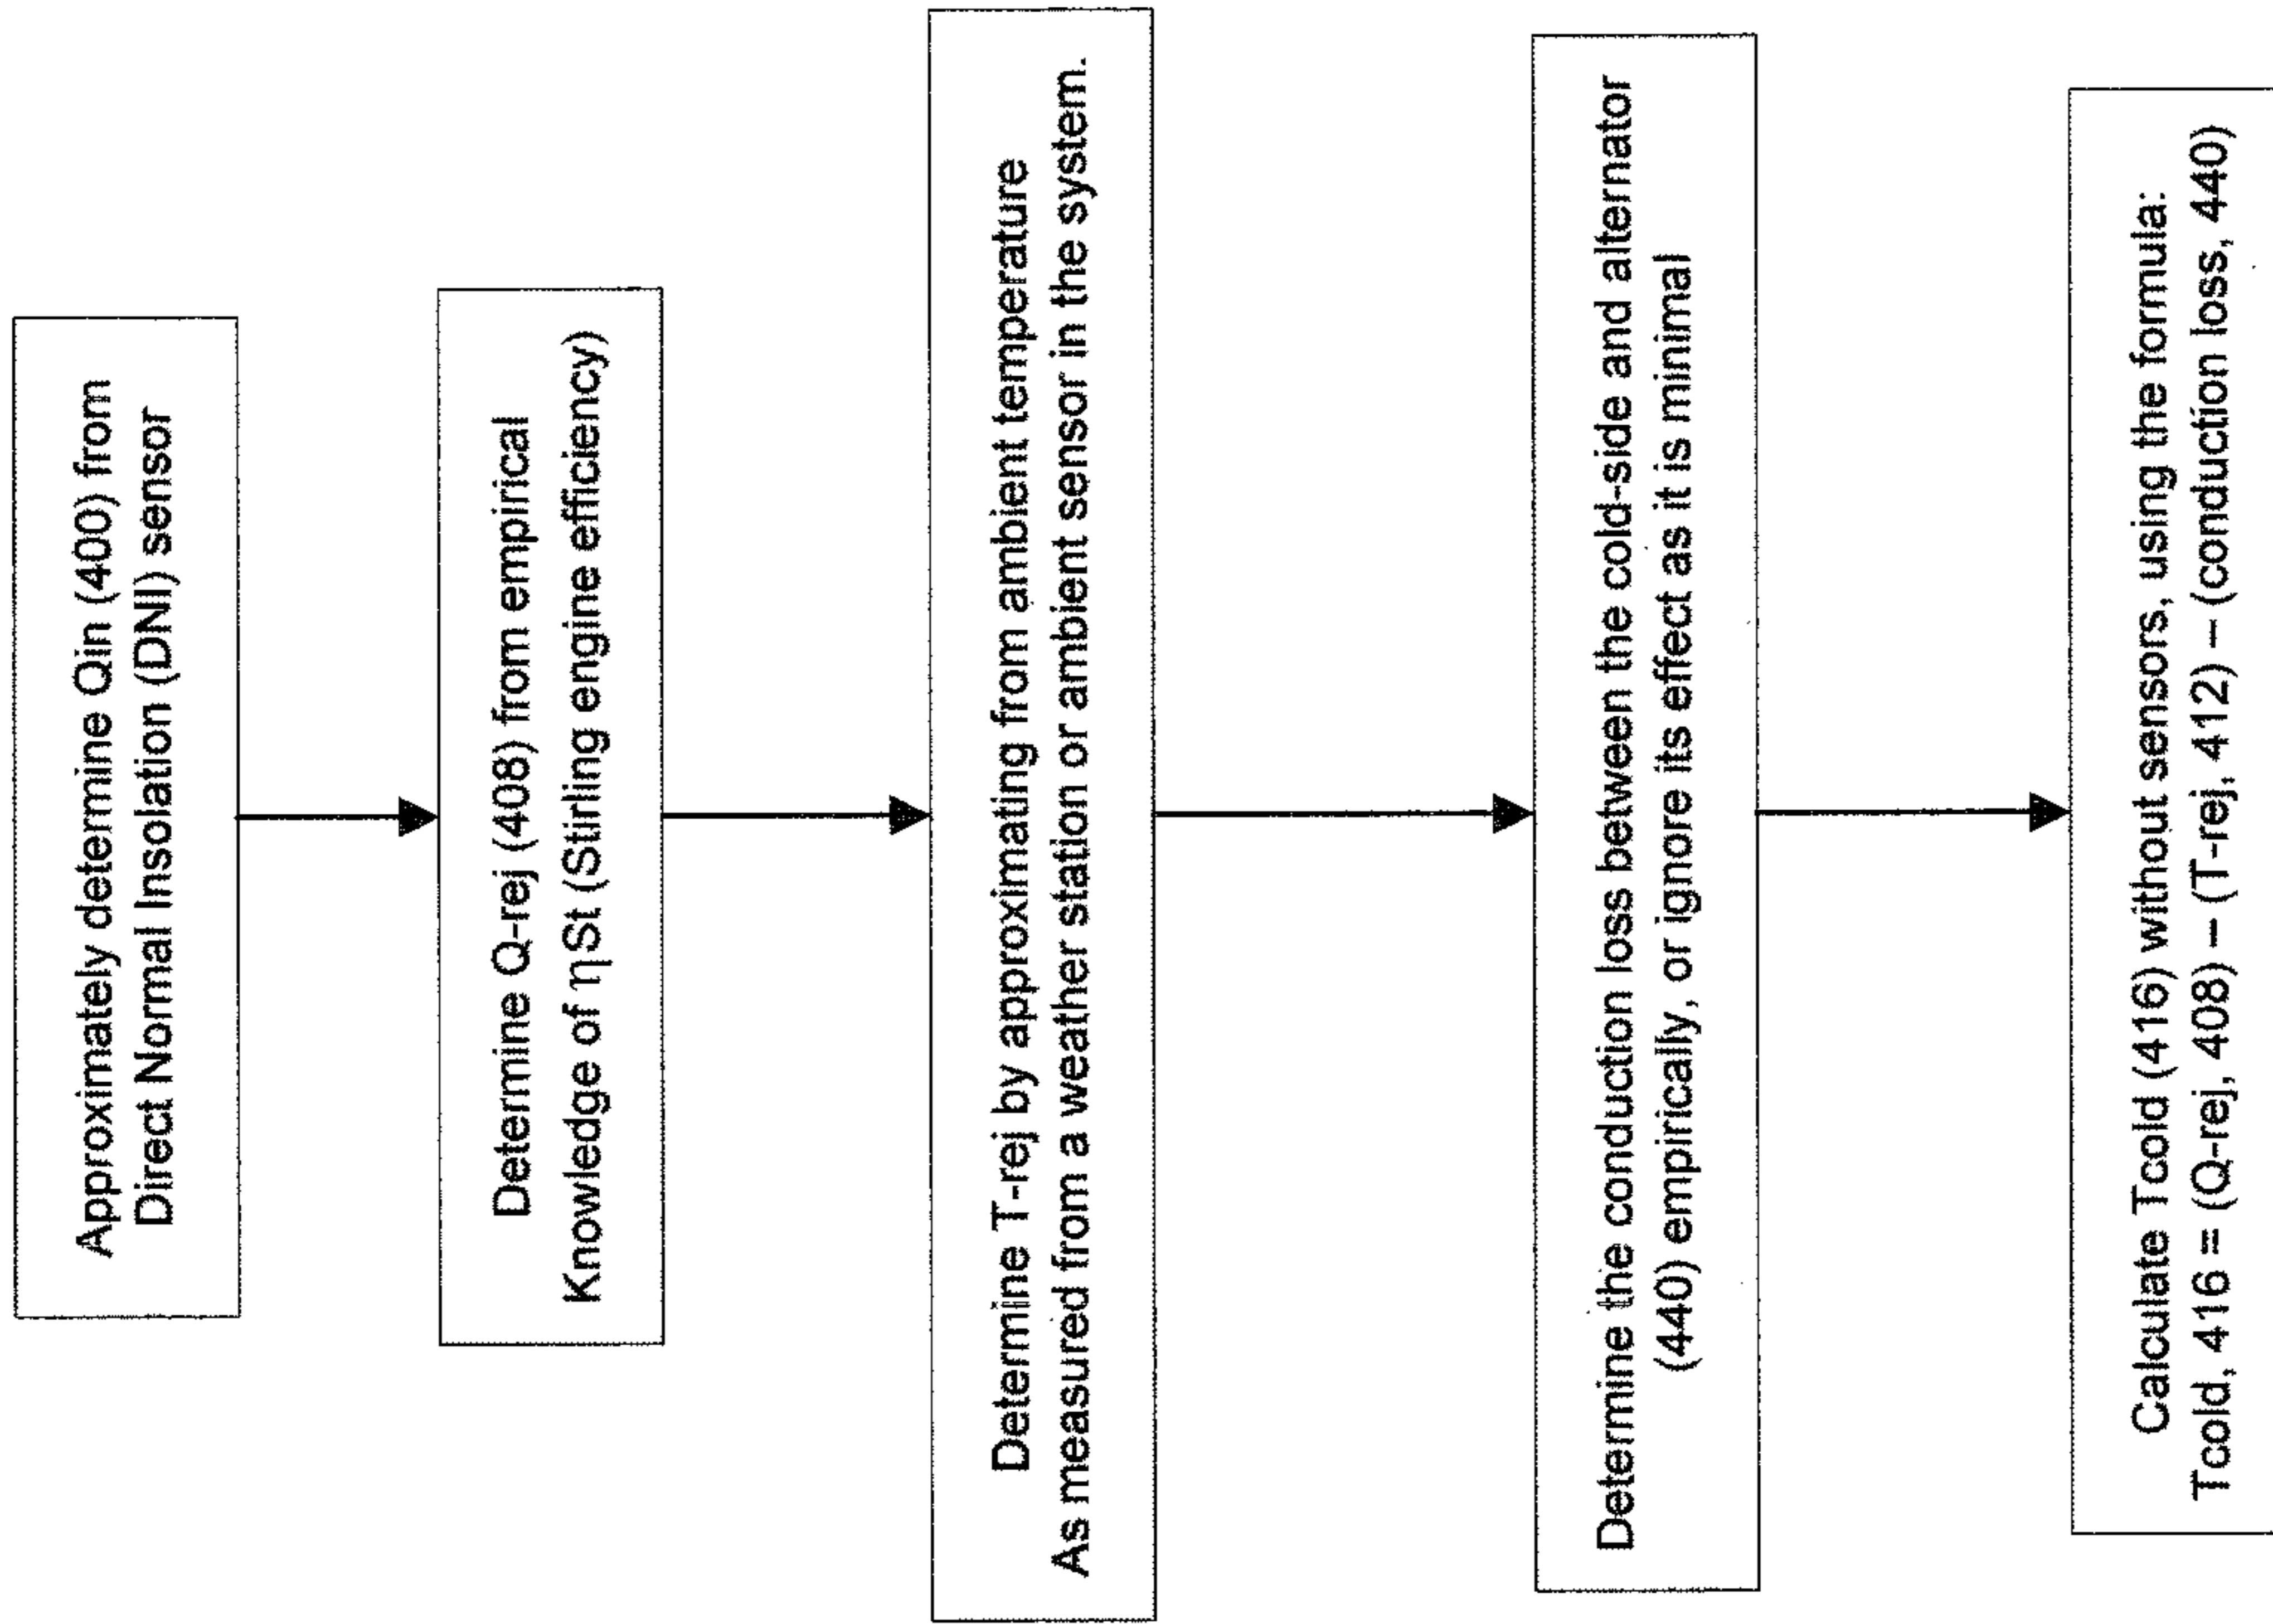 Approximately determine Qin (400) from
Direct Normal Insolation (DNI) sensor
Determine Q-rej (408) from empirical
Knowledge of ηSt (Stirling engine efficiency)
Determine T-rej by approximating from ambient temperature
As measured from a weather station or ambient sensor in the system.
Determine the conduction loss between the cold-side and alternator
(440) empirically, or ignore its effect as it is minimal
Calculate Tcold (416) without sensors, using the formula:
Tcold, 416 = (Q-rej, 408) – (T-rej, 412) – (conduction loss, 440)